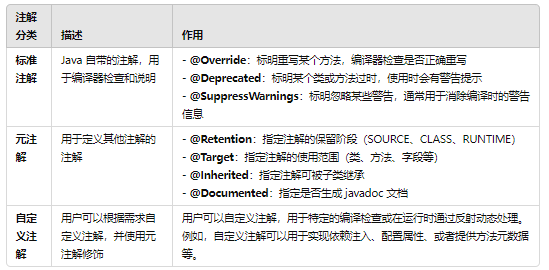 注解
分类
描述
作用
标准
注解
Java 自带的注解，用
于编译器检查和说明
- @Override：标明重写某个方法，编译器检查是否正确重写
- @Deprecated：标明某个类或方法过时，使用时会有警告提示
- @SuppressWarnings：标明忽略某些警告，通常用于消除编译时的警告
信息
元注
解
用于定义其他注解的
注解
- @Retention：指定注解的保留阶段（SOURCE、CLASS、RUNTIME）
- @Target：指定注解的使用范围（类、方法、字段等）
- @Inherited：指定注解可被子类继承
- @Documented：指定是否生成 javadoc 文档
自定
义注
解
用户可以根据需求自
定义注解，并使用元
注解修饰
用户可以自定义注解，用于特定的编译检查或在运行时通过反射动态处理。
例如，自定义注解可以用于实现依赖注入、配置属性、或者提供方法元数据
等。